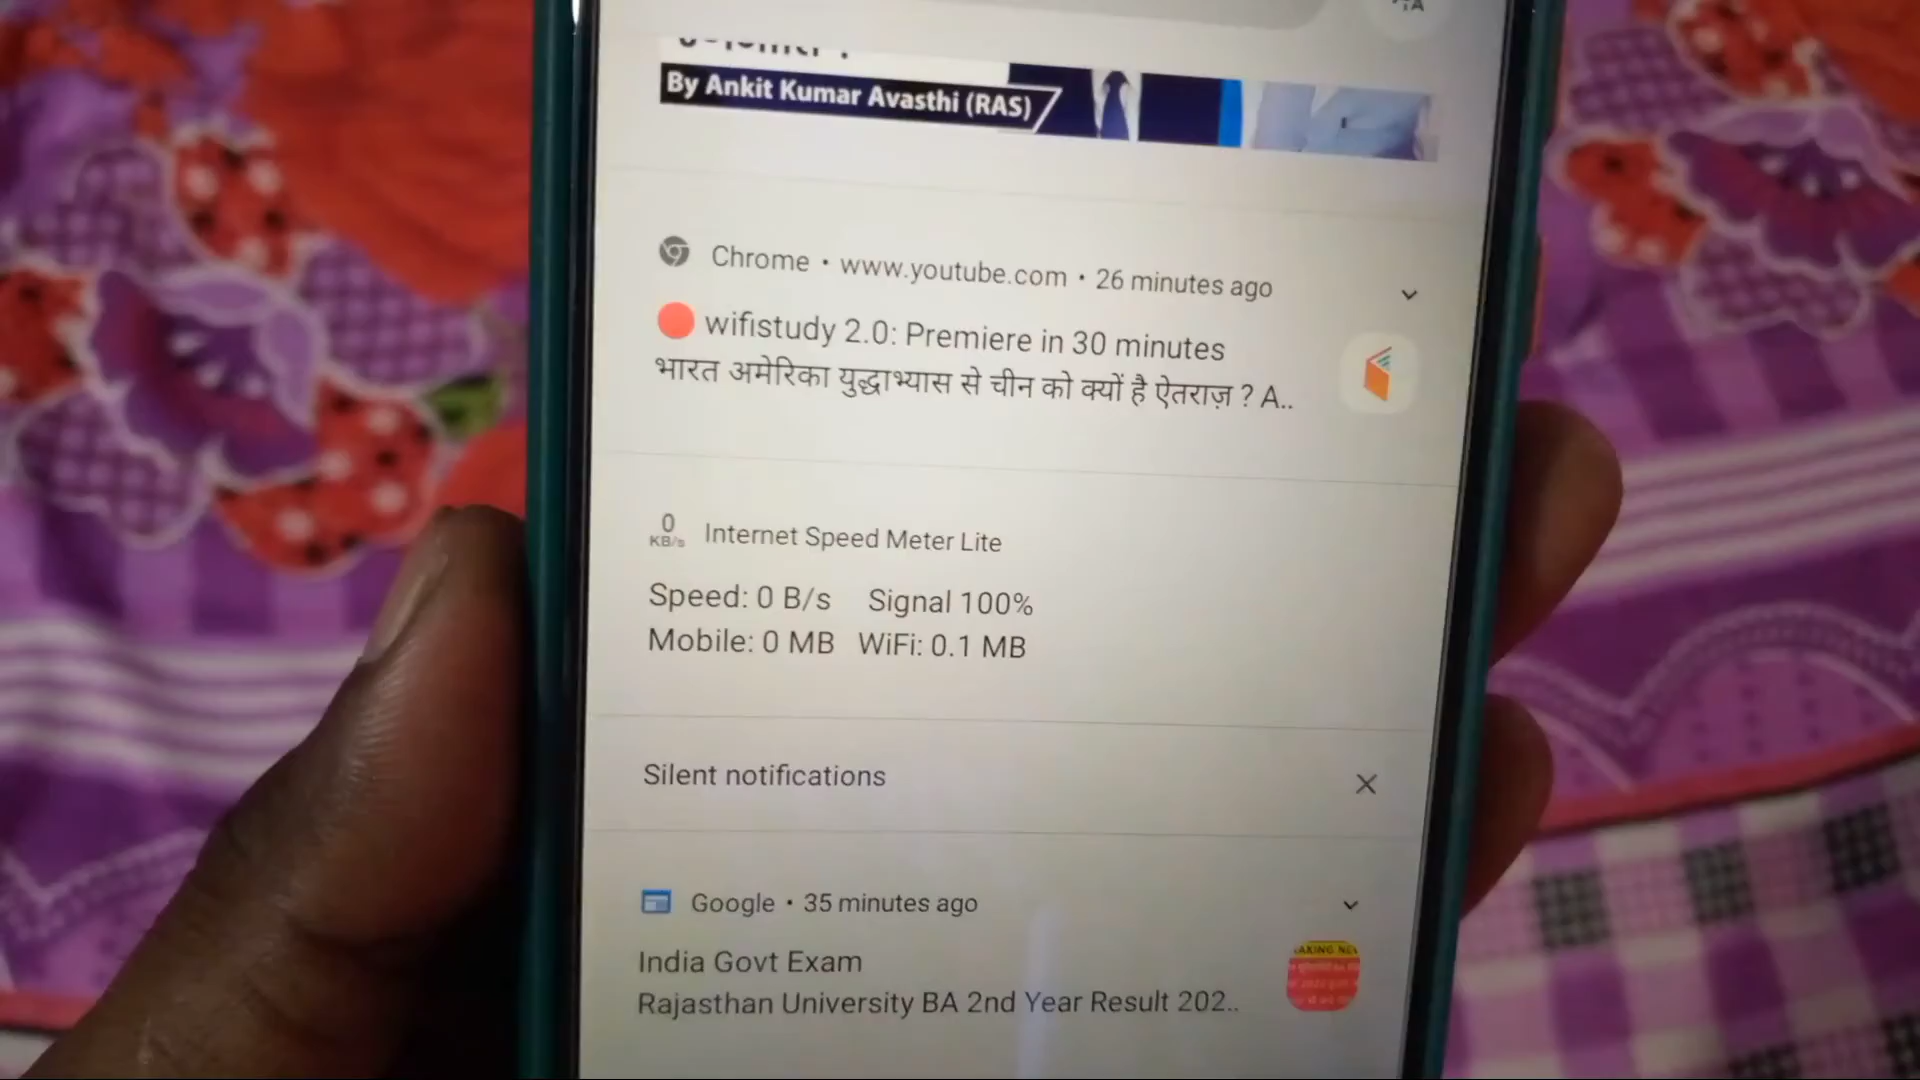 By Ankit Kumar Avasthi (RAS)
Chrome • www.youtube.com • 26 minutes ago
wifistudy 2.0: Premiere in 30 minutes
भारत अमेरिका युद्धाभ्यास से चीन को क्यों है ऐतराज़ ? A..
0
KB/s
Internet Speed Meter Lite
Speed: 0 B/s Signal 100%
Mobile: 0 MB WiFi: 0.1 MB
Silent notifications
Google • 35 minutes ago
India Govt Exam
Rajasthan University BA 2nd Year Result 202..